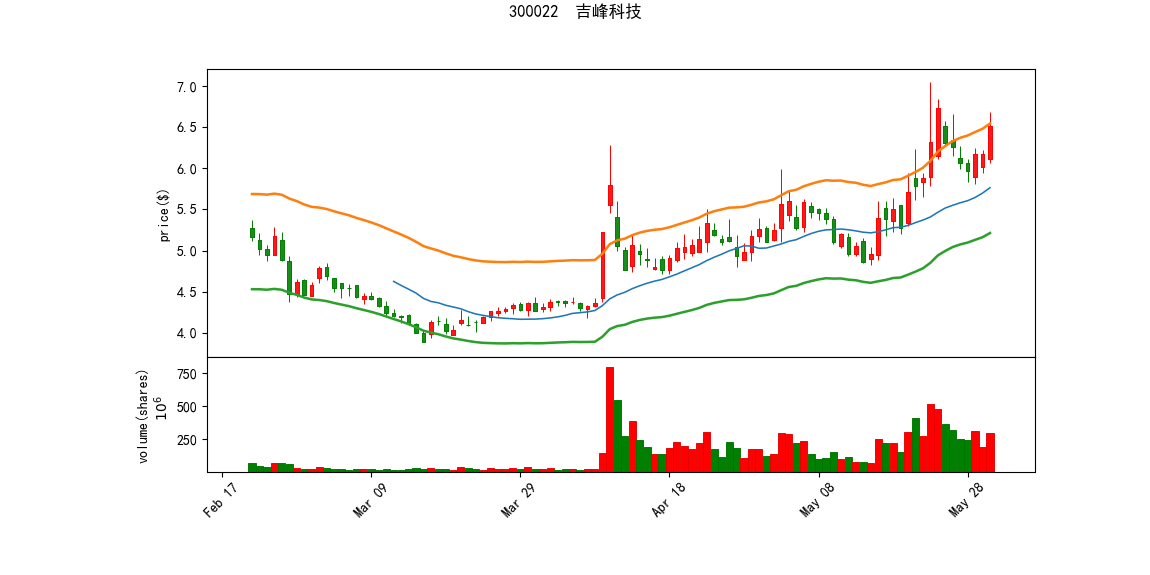 300022 吉峰科技
price($)
7.0
6.5
6.0
5.5
5.0
4.5
4.0
volume(shares)
10^6
750
500
250
Feb 17
Mar 09
Mar 29
Apr 18
May 08
May 28